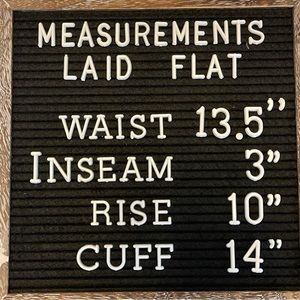 MEASUREMENTS
LAID FLAT
WAIST 13.5"
INSEAM 3"
RISE 10"
CUFF 14"